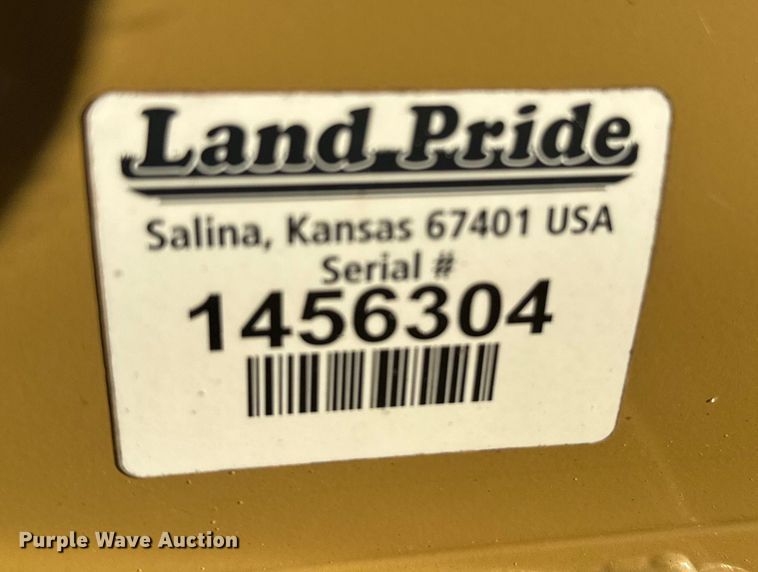 Land Pride
Salina, Kansas 67401 USA
Serial #
1456304
Purple Wave Auction